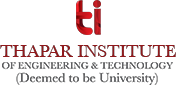 ti
THAPAR INSTITUTE
OF ENGINEERING & TECHNOLOGY
(Deemed to be University)